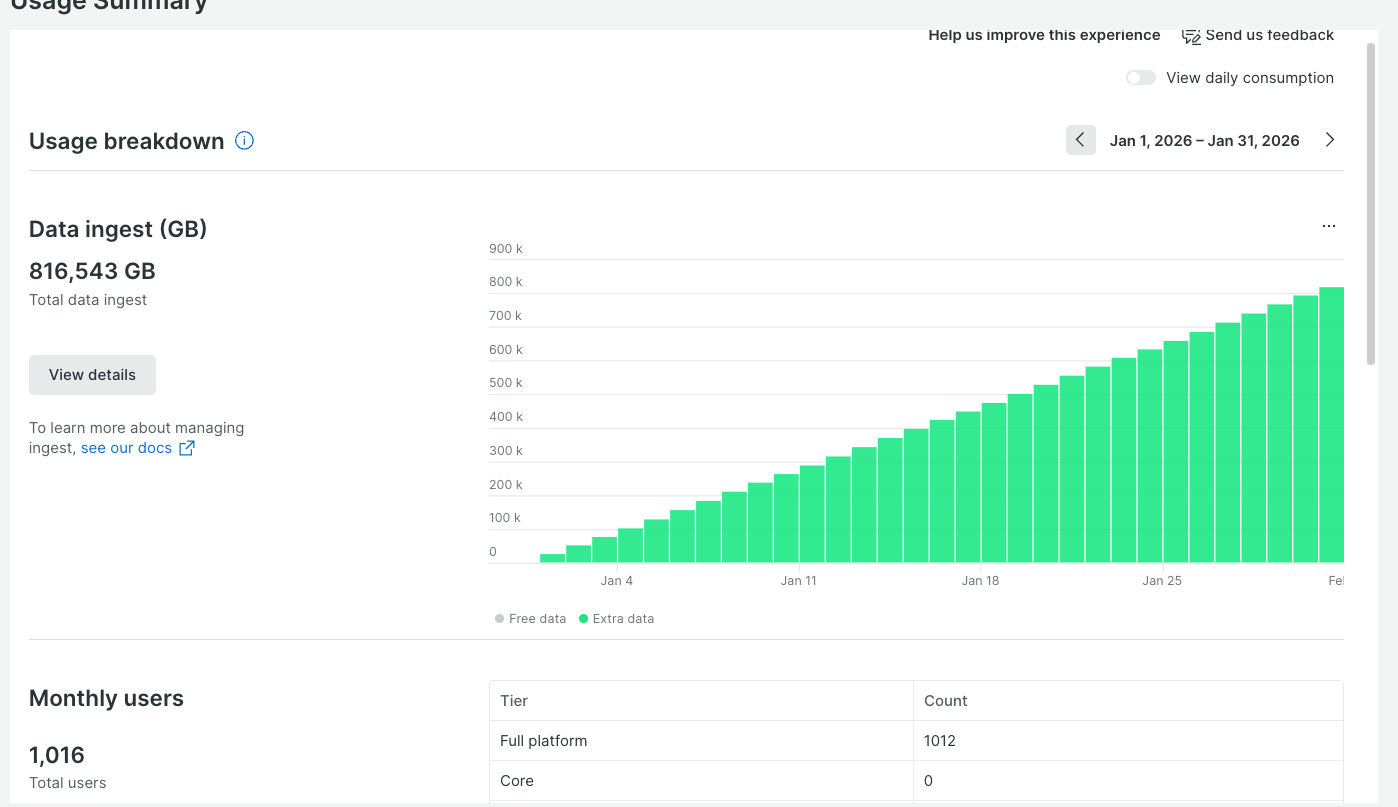 Usage Summary
Help us improve this experience
Send us feedback
View daily consumption
Usage breakdown
Jan 1, 2026 – Jan 31, 2026
Data ingest (GB)
816,543 GB
Total data ingest
View details
To learn more about managing
ingest, see our docs
...
900 k
800 k
700 k
600 k
500 k
400 k
300 k
200 k
100 k
0
Jan 4
Jan 11
Jan 18
Jan 25
Fe
Free data
Extra data
Monthly users
1,016
Total users
Tier
Count
Full platform
1012
Core
0